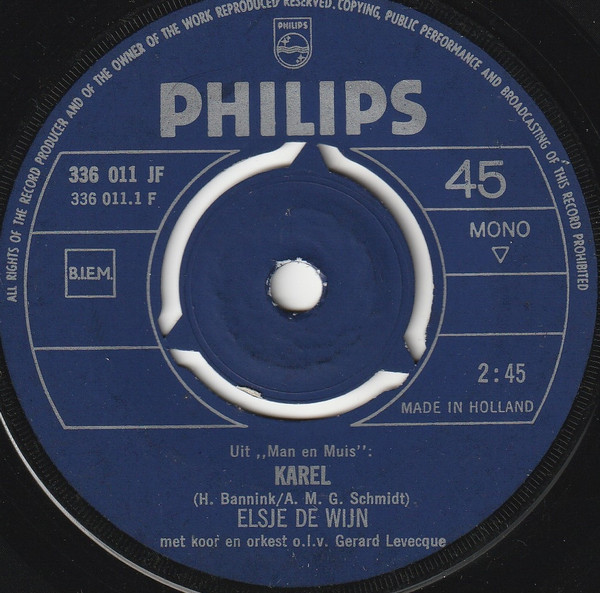 ALL RIGHTS OF THE RECORD PRODUCER AND OF THE OWNER OF THE WORK REPRODUCED RESERVED. COPYING, PUBLIC PERFORMANCE AND BROADCASTING OF THIS RECORD PROHIBITED
PHILIPS
PHILIPS
336 011 JF
336 011.1 F
45
MONO
B.I.E.M.
2:45
MADE IN HOLLAND
Uit „Man en Muis”:
KAREL
(H. Bannink/A. M. G. Schmidt)
ELSJE DE WIJN
met koor en orkest o.l.v. Gerard Levecque